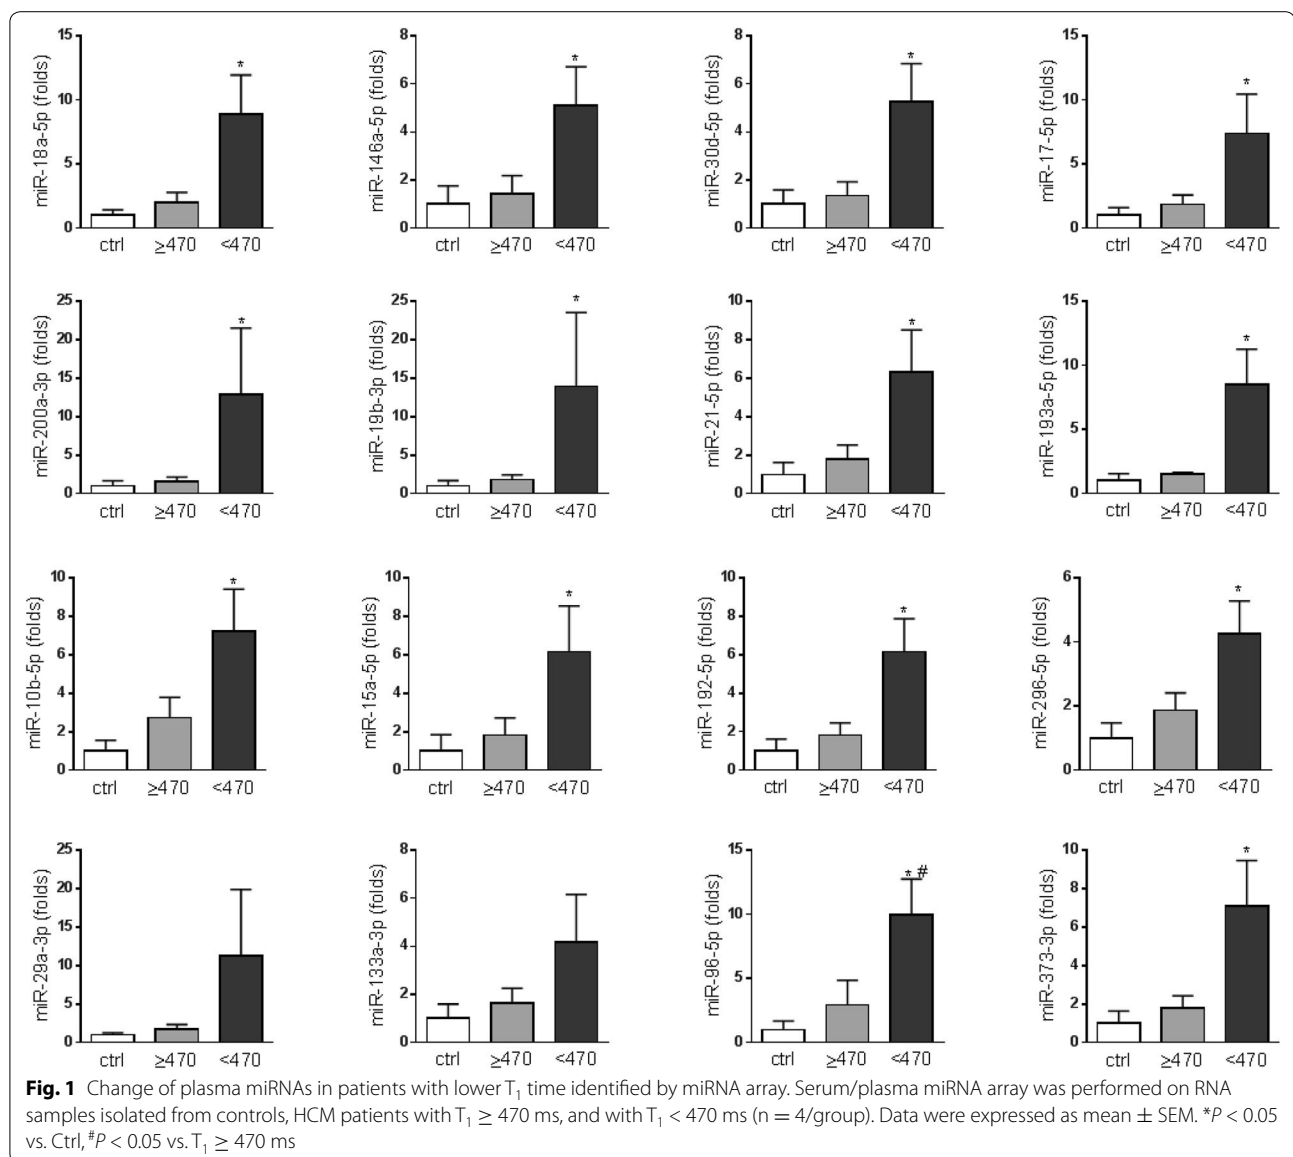 miR-18a-5p (folds)
15
10
5
0
ctrl ≥470 <470
*
miR-146a-5p (folds)
8
6
4
2
0
ctrl ≥470 <470
*
miR-30d-5p (folds)
8
6
4
2
0
ctrl ≥470 <470
*
miR-17-5p (folds)
15
10
5
0
ctrl ≥470 <470
*
miR-200a-3p (folds)
25
20
15
10
5
0
ctrl ≥470 <470
*
miR-19b-3p (folds)
25
20
15
10
5
0
ctrl ≥470 <470
*
miR-21-5p (folds)
10
8
6
4
2
0
ctrl ≥470 <470
*
miR-193a-5p (folds)
15
10
5
0
ctrl ≥470 <470
*
miR-10b-5p (folds)
10
8
6
4
2
0
ctrl ≥470 <470
*
miR-15a-5p (folds)
10
8
6
4
2
0
ctrl ≥470 <470
*
miR-192-5p (folds)
10
8
6
4
2
0
ctrl ≥470 <470
*
miR-296-5p (folds)
6
4
2
0
ctrl ≥470 <470
*
miR-29a-3p (folds)
25
20
15
10
5
0
ctrl ≥470 <470
miR-133a-3p (folds)
8
6
4
2
0
ctrl ≥470 <470
miR-96-5p (folds)
15
10
5
0
ctrl ≥470 <470
*#
miR-373-3p (folds)
10
8
6
4
2
0
ctrl ≥470 <470
*
Fig. 1 Change of plasma miRNAs in patients with lower T₁ time identified by miRNA array. Serum/plasma miRNA array was performed on RNA
samples isolated from controls, HCM patients with T₁ ≥ 470 ms, and with T₁ < 470 ms (n = 4/group). Data were expressed as mean ± SEM. *P < 0.05
vs. Ctrl, #P < 0.05 vs. T₁ ≥ 470 ms